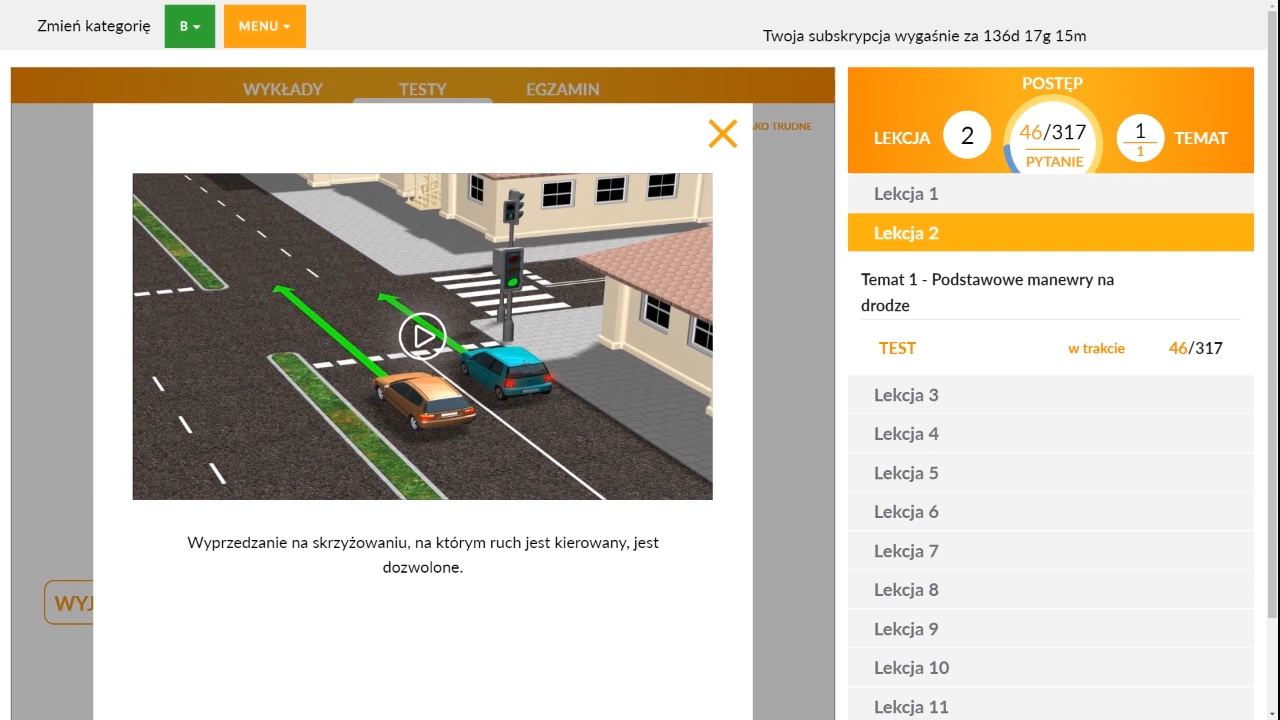 Zmień kategorię
B
MENU
Twoja subskrypcja wygaśnie za 136d 17g 15m
WYKŁADY
TESTY
EGZAMIN
TRUDNE
Wyprzedzanie na skrzyżowaniu, na którym ruch jest kierowany, jest
dozwolone.
POSTĘP
LEKCJA
2
46/317
PYTANIE
1
1
TEMAT
Lekcja 1
Lekcja 2
Temat 1 - Podstawowe manewry na
drodze
TEST
w trakcie
46/317
Lekcja 3
Lekcja 4
Lekcja 5
Lekcja 6
Lekcja 7
Lekcja 8
Lekcja 9
Lekcja 10
Lekcja 11